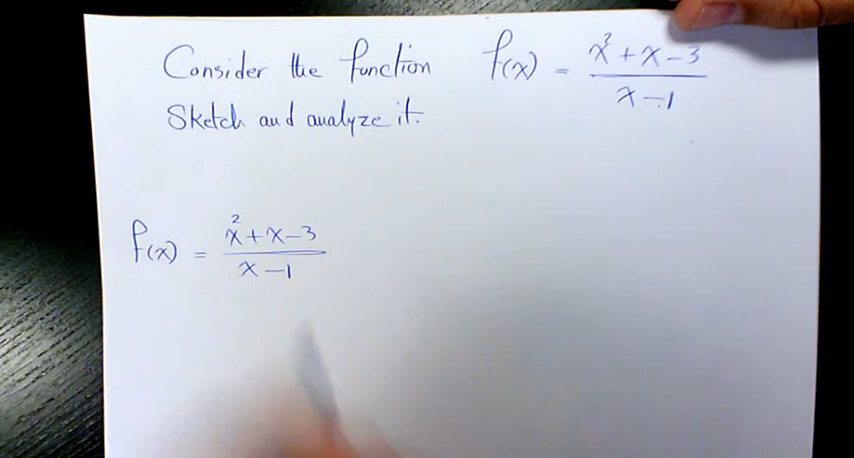 Consider the function f(x) = x²+x-3 / x-1
Sketch and analyze it.
f(x) = x²+x-3 / x-1